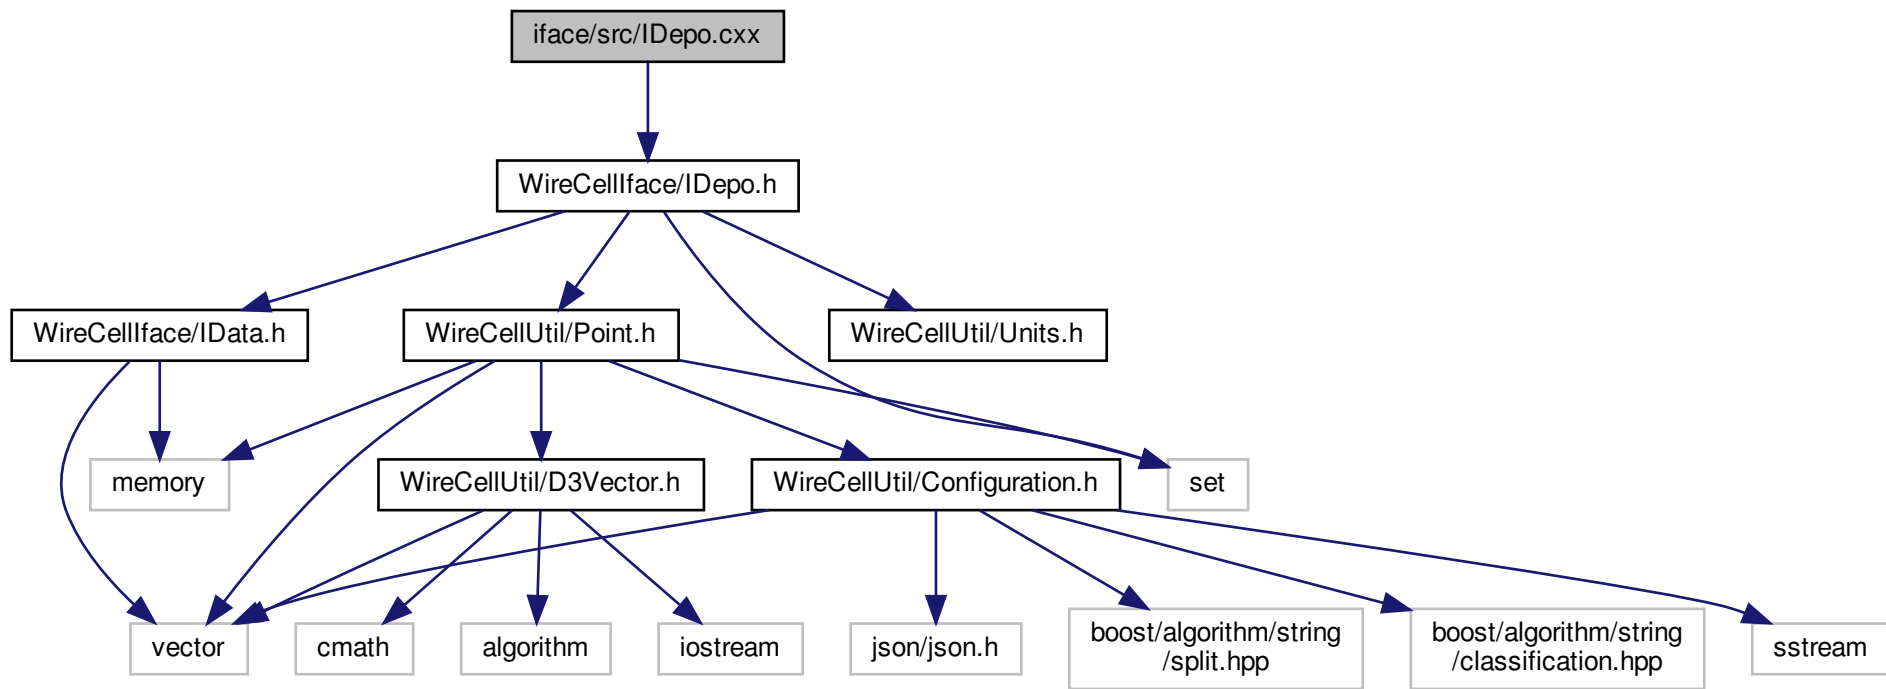 iface/src/IDepo.cxx
WireCellIface/IDepo.h
WireCellIface/IData.h
WireCellUtil/Point.h
WireCellUtil/Units.h
memory
WireCellUtil/D3Vector.h
WireCellUtil/Configuration.h
set
vector
cmath
algorithm
iostream
json/json.h
boost/algorithm/string
/split.hpp
boost/algorithm/string
/classification.hpp
sstream